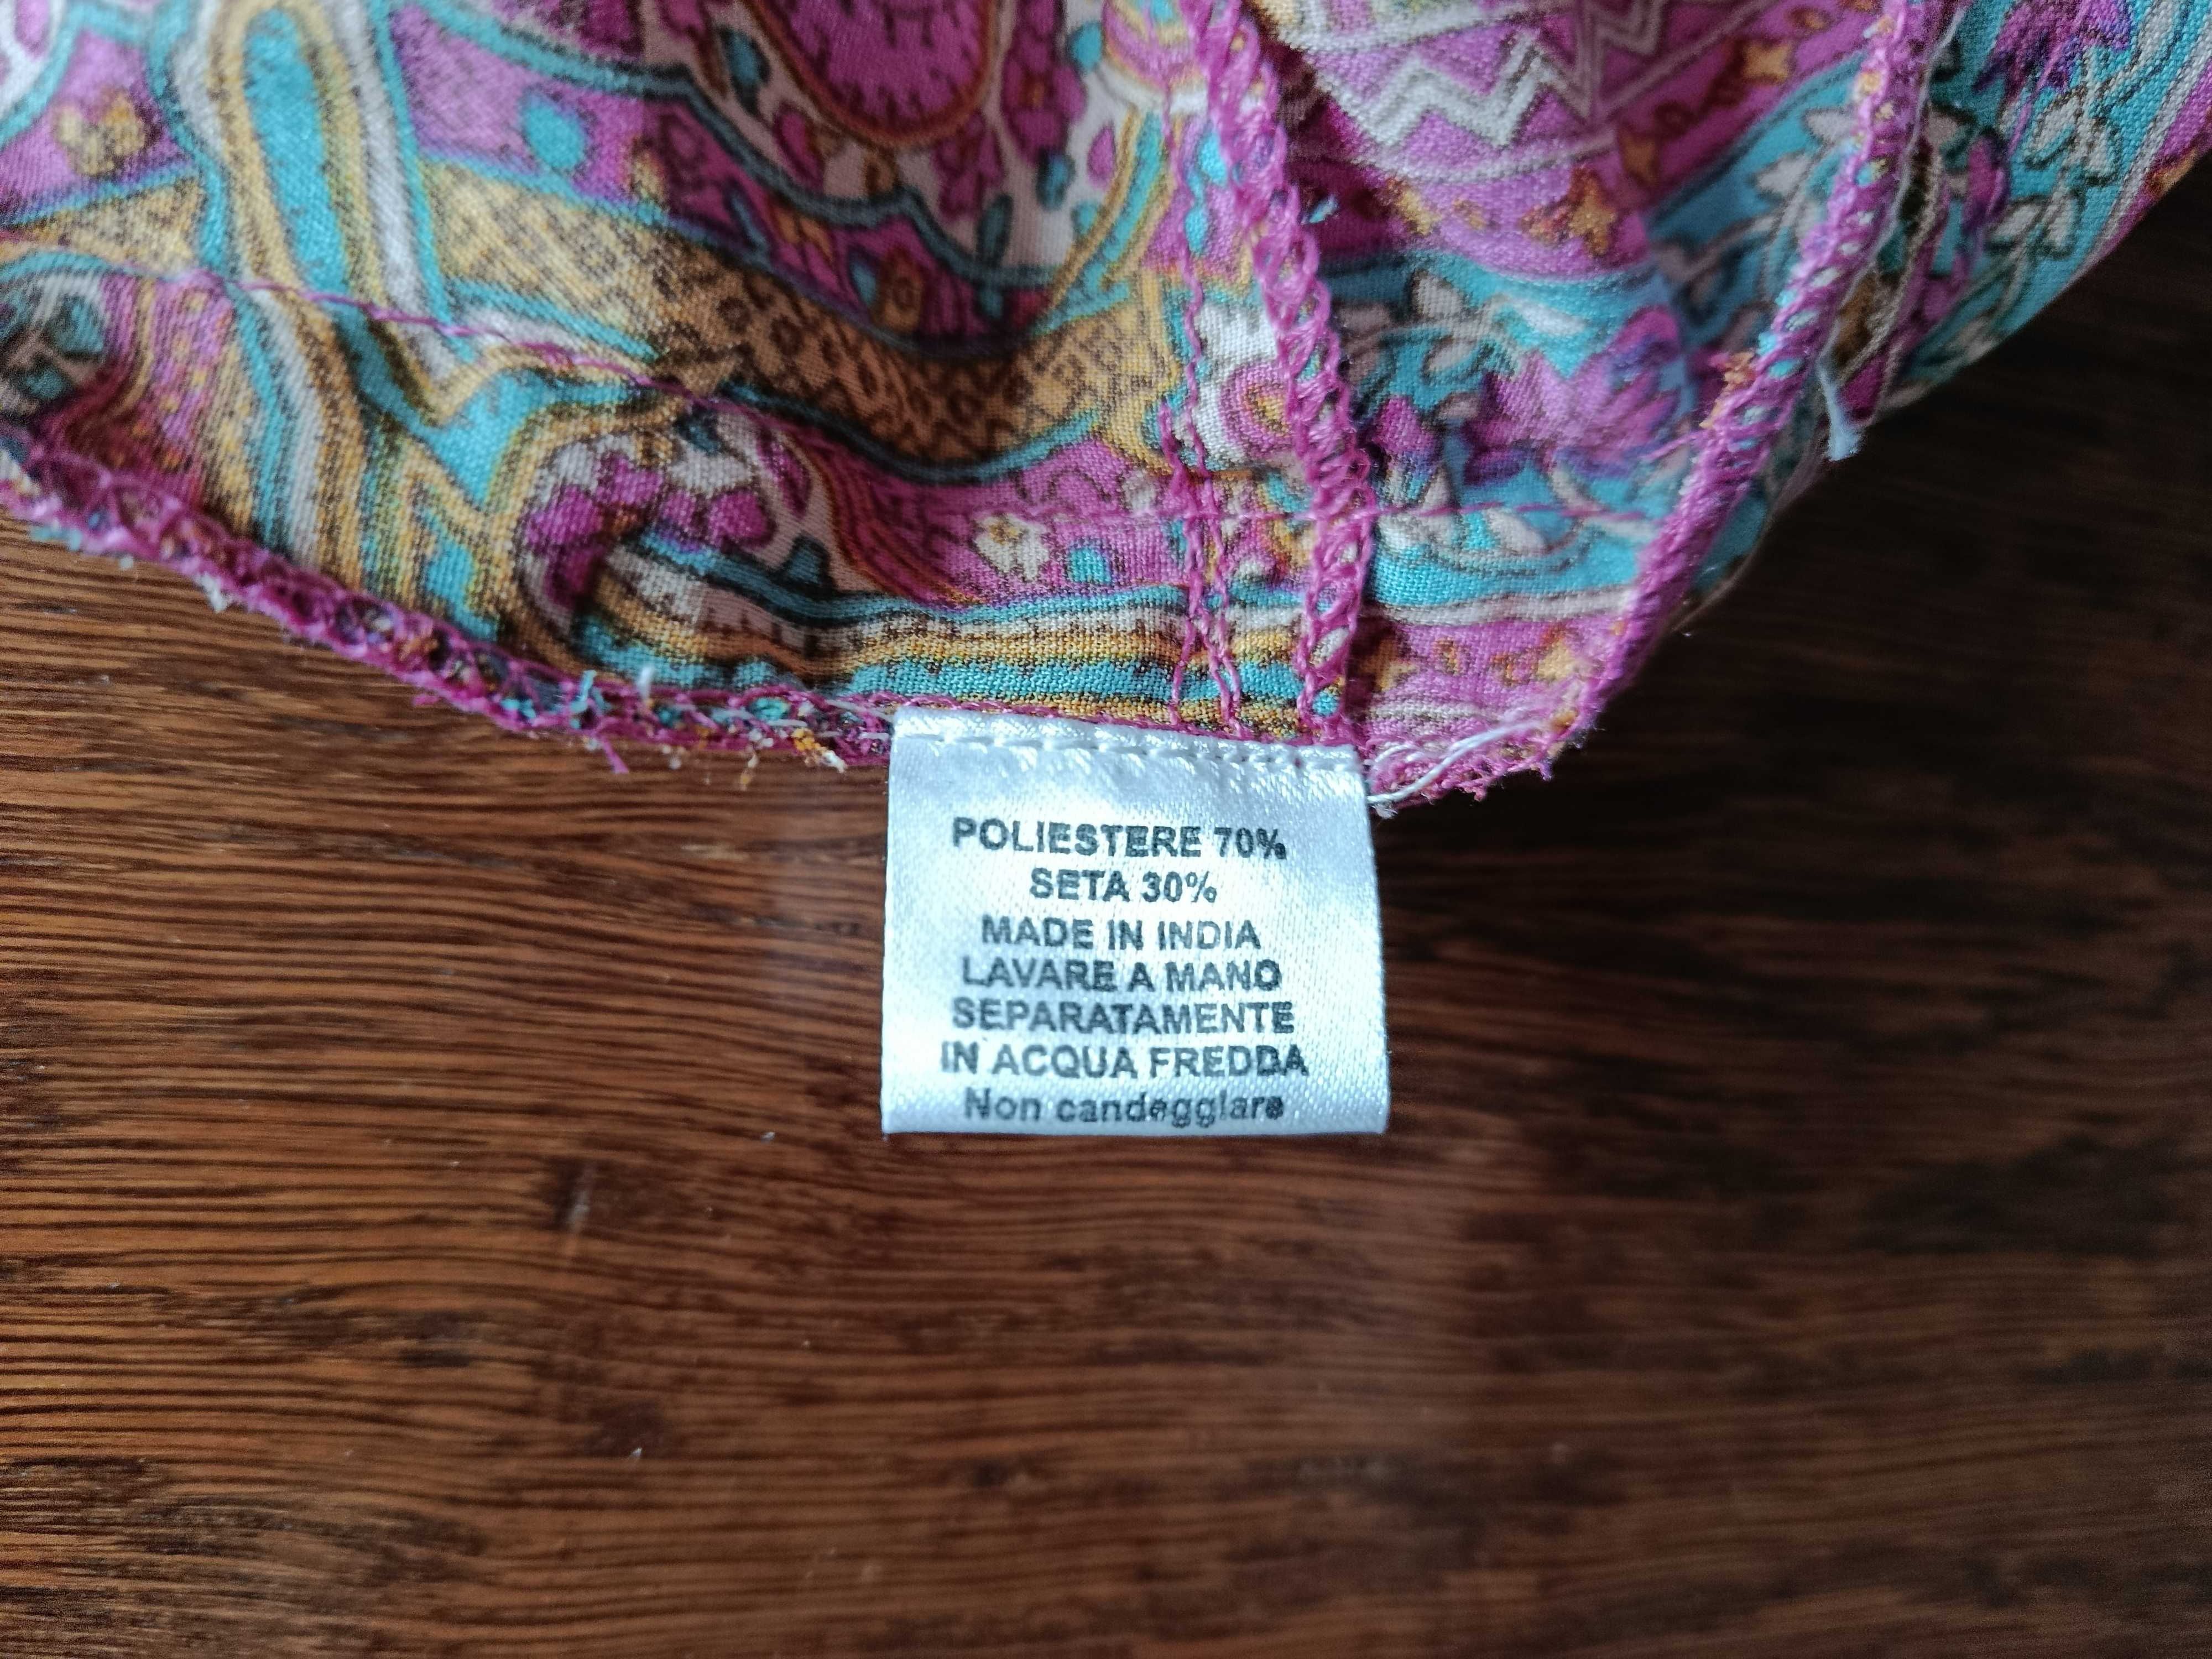 POLIESTERE 70%
SETA 30%
MADE IN INDIA
LAVARE A MANO
SEPARATAMENTE
IN ACQUA FREDDA
Non candeggiare